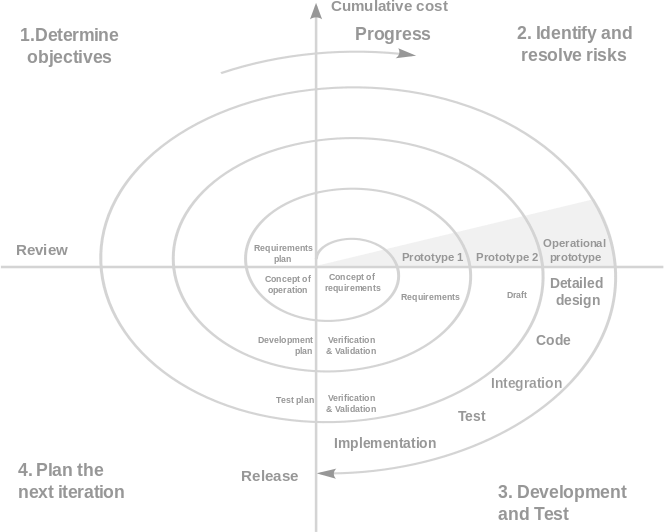 Cumulative cost
Progress
1.Determine
objectives
2. Identify and
resolve risks
Review
Requirements
plan
Prototype 1
Prototype 2
Operational
prototype
Concept of
operation
Concept of
requirements
Requirements
Draft
Detailed
design
Development
plan
Verification
& Validation
Code
Integration
Test plan
Verification
& Validation
Test
Implementation
4. Plan the
next iteration
Release
3. Development
and Test